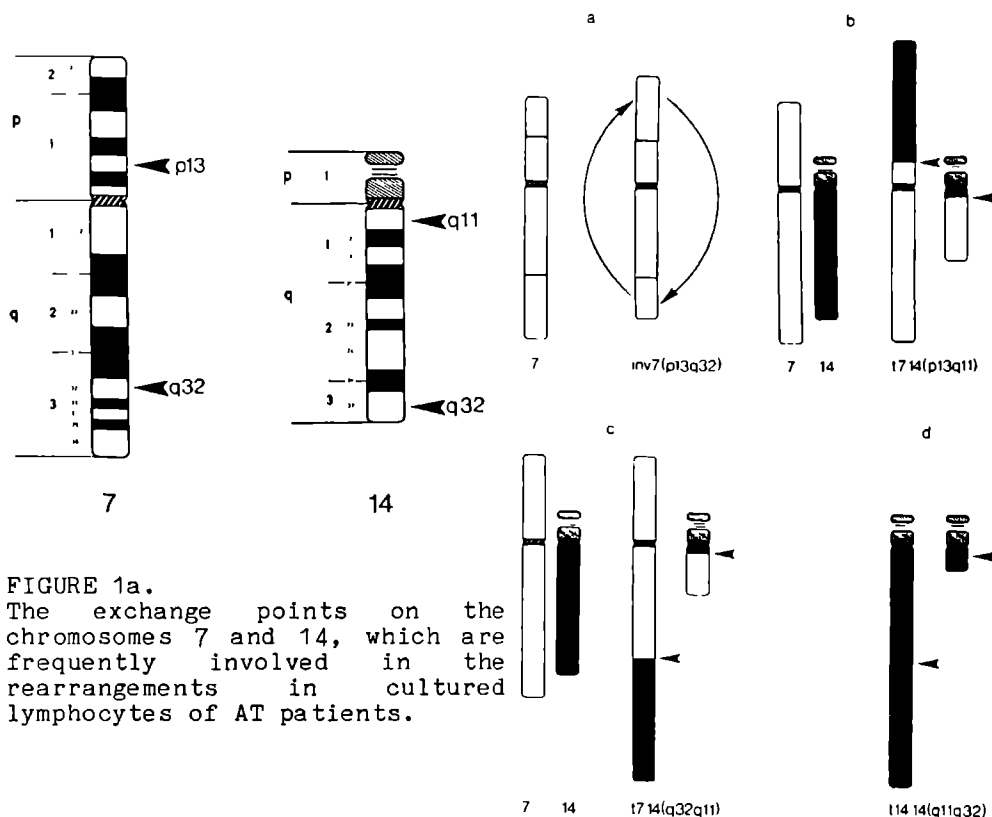 a
b
p
2
1
p13
q
1
2
3
q32
7
p
1
q11
q
1
2
3
q32
14
7
inv7(p13q32)
7
14
t7 14(p13q11)
c
d
7
14
t7 14(q32q11)
t14 14(q11q32)
FIGURE 1a.
The exchange points on the
chromosomes 7 and 14, which are
frequently involved in the
rearrangements in cultured
lymphocytes of AT patients.